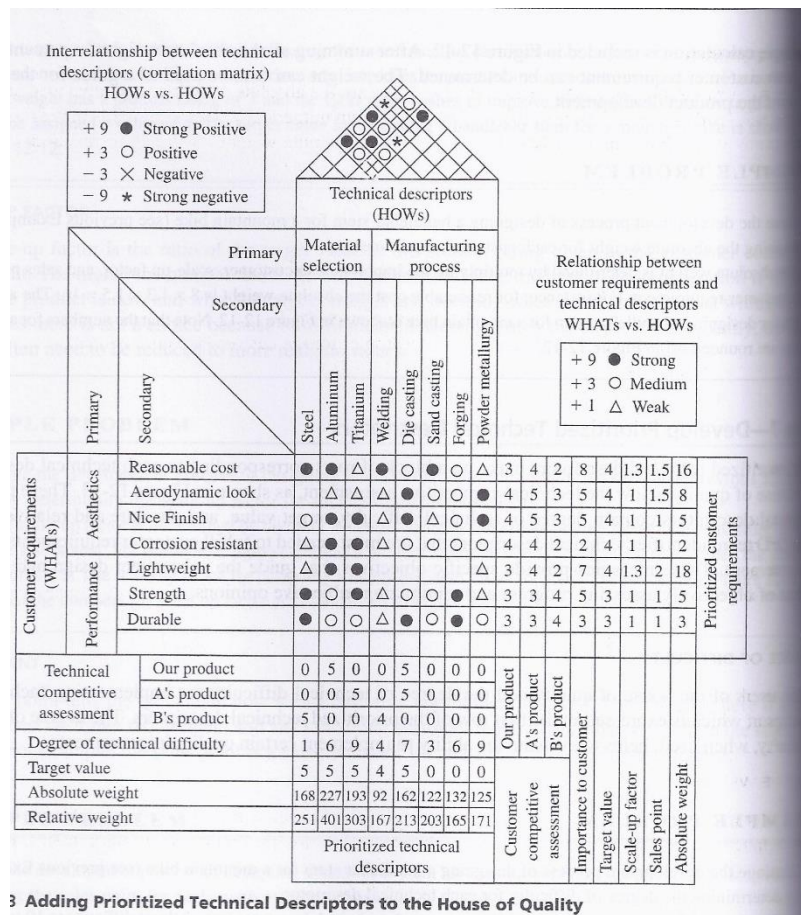 Interrelationship between technical
descriptors (correlation matrix)
HOWs vs. HOWs
+ 9 ● Strong Positive
+ 3 ○ Positive
− 3 × Negative
− 9 * Strong negative
Technical descriptors
(HOWs)
Primary
Material
selection
Manufacturing
process
Secondary
Relationship between
customer requirements and
technical descriptors
WHATs vs. HOWs
+ 9 ● Strong
+ 3 ○ Medium
+ 1 △ Weak
Primary
Secondary
Steel
Aluminum
Titanium
Welding
Die casting
Sand casting
Forging
Powder metallurgy
Customer requirements
(WHATs)
Aesthetics
Performance
Reasonable cost 3 4 2 8 4 1.3 1.5 16
Aerodynamic look 4 5 3 5 4 1 1.5 8
Nice Finish 4 5 3 5 4 1 1 5
Corrosion resistant 4 4 2 2 4 1 1 2
Lightweight 3 4 2 7 4 1.3 2 18
Strength 3 3 4 5 3 1 1 5
Durable 3 3 4 3 3 1 1 3
Prioritized customer
requirements
Technical
competitive
assessment
Our product 0 5 0 0 5 0 0 0
A's product 0 0 5 0 5 0 0 0
B's product 5 0 0 0 0 0 0
Degree of technical difficulty 1 6 9 4 7 3 6 9
Target value 5 5 5 4 5 0 0 0
Absolute weight 168 227 193 92 162 122 132 125
Relative weight 251 401 303 167 213 203 165 171
Prioritized technical
descriptors
Our product
A's product
B's product
Customer
competitive
assessment
Importance to customer
Target value
Scale-up factor
Sales point
Absolute weight
3 Adding Prioritized Technical Descriptors to the House of Quality